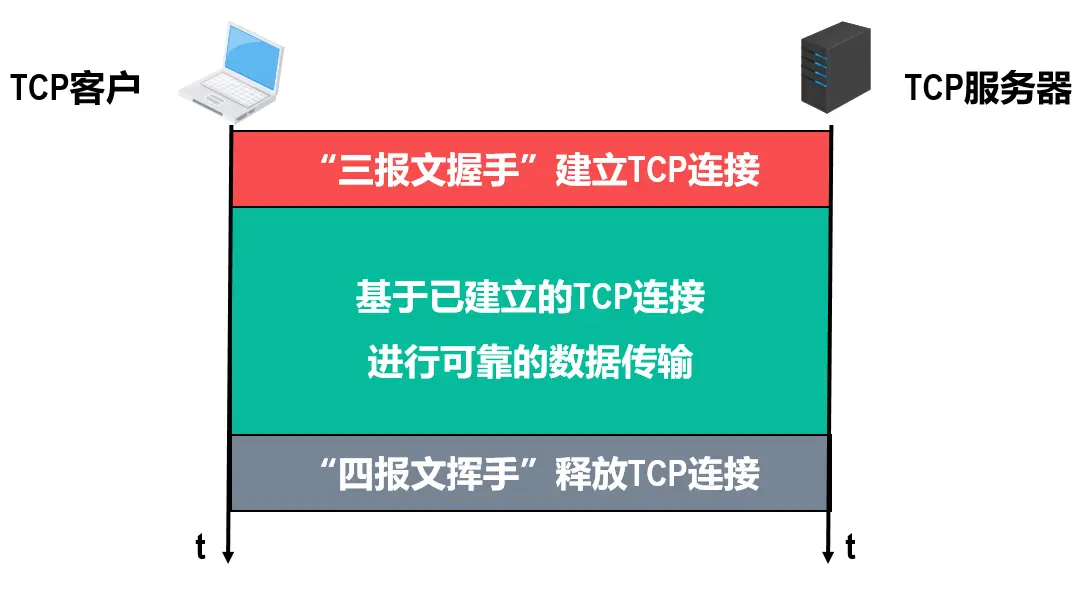 TCP客户
TCP服务器
“三报文握手”建立TCP连接
基于已建立的TCP连接
进行可靠的数据传输
“四报文挥手”释放TCP连接
t
t